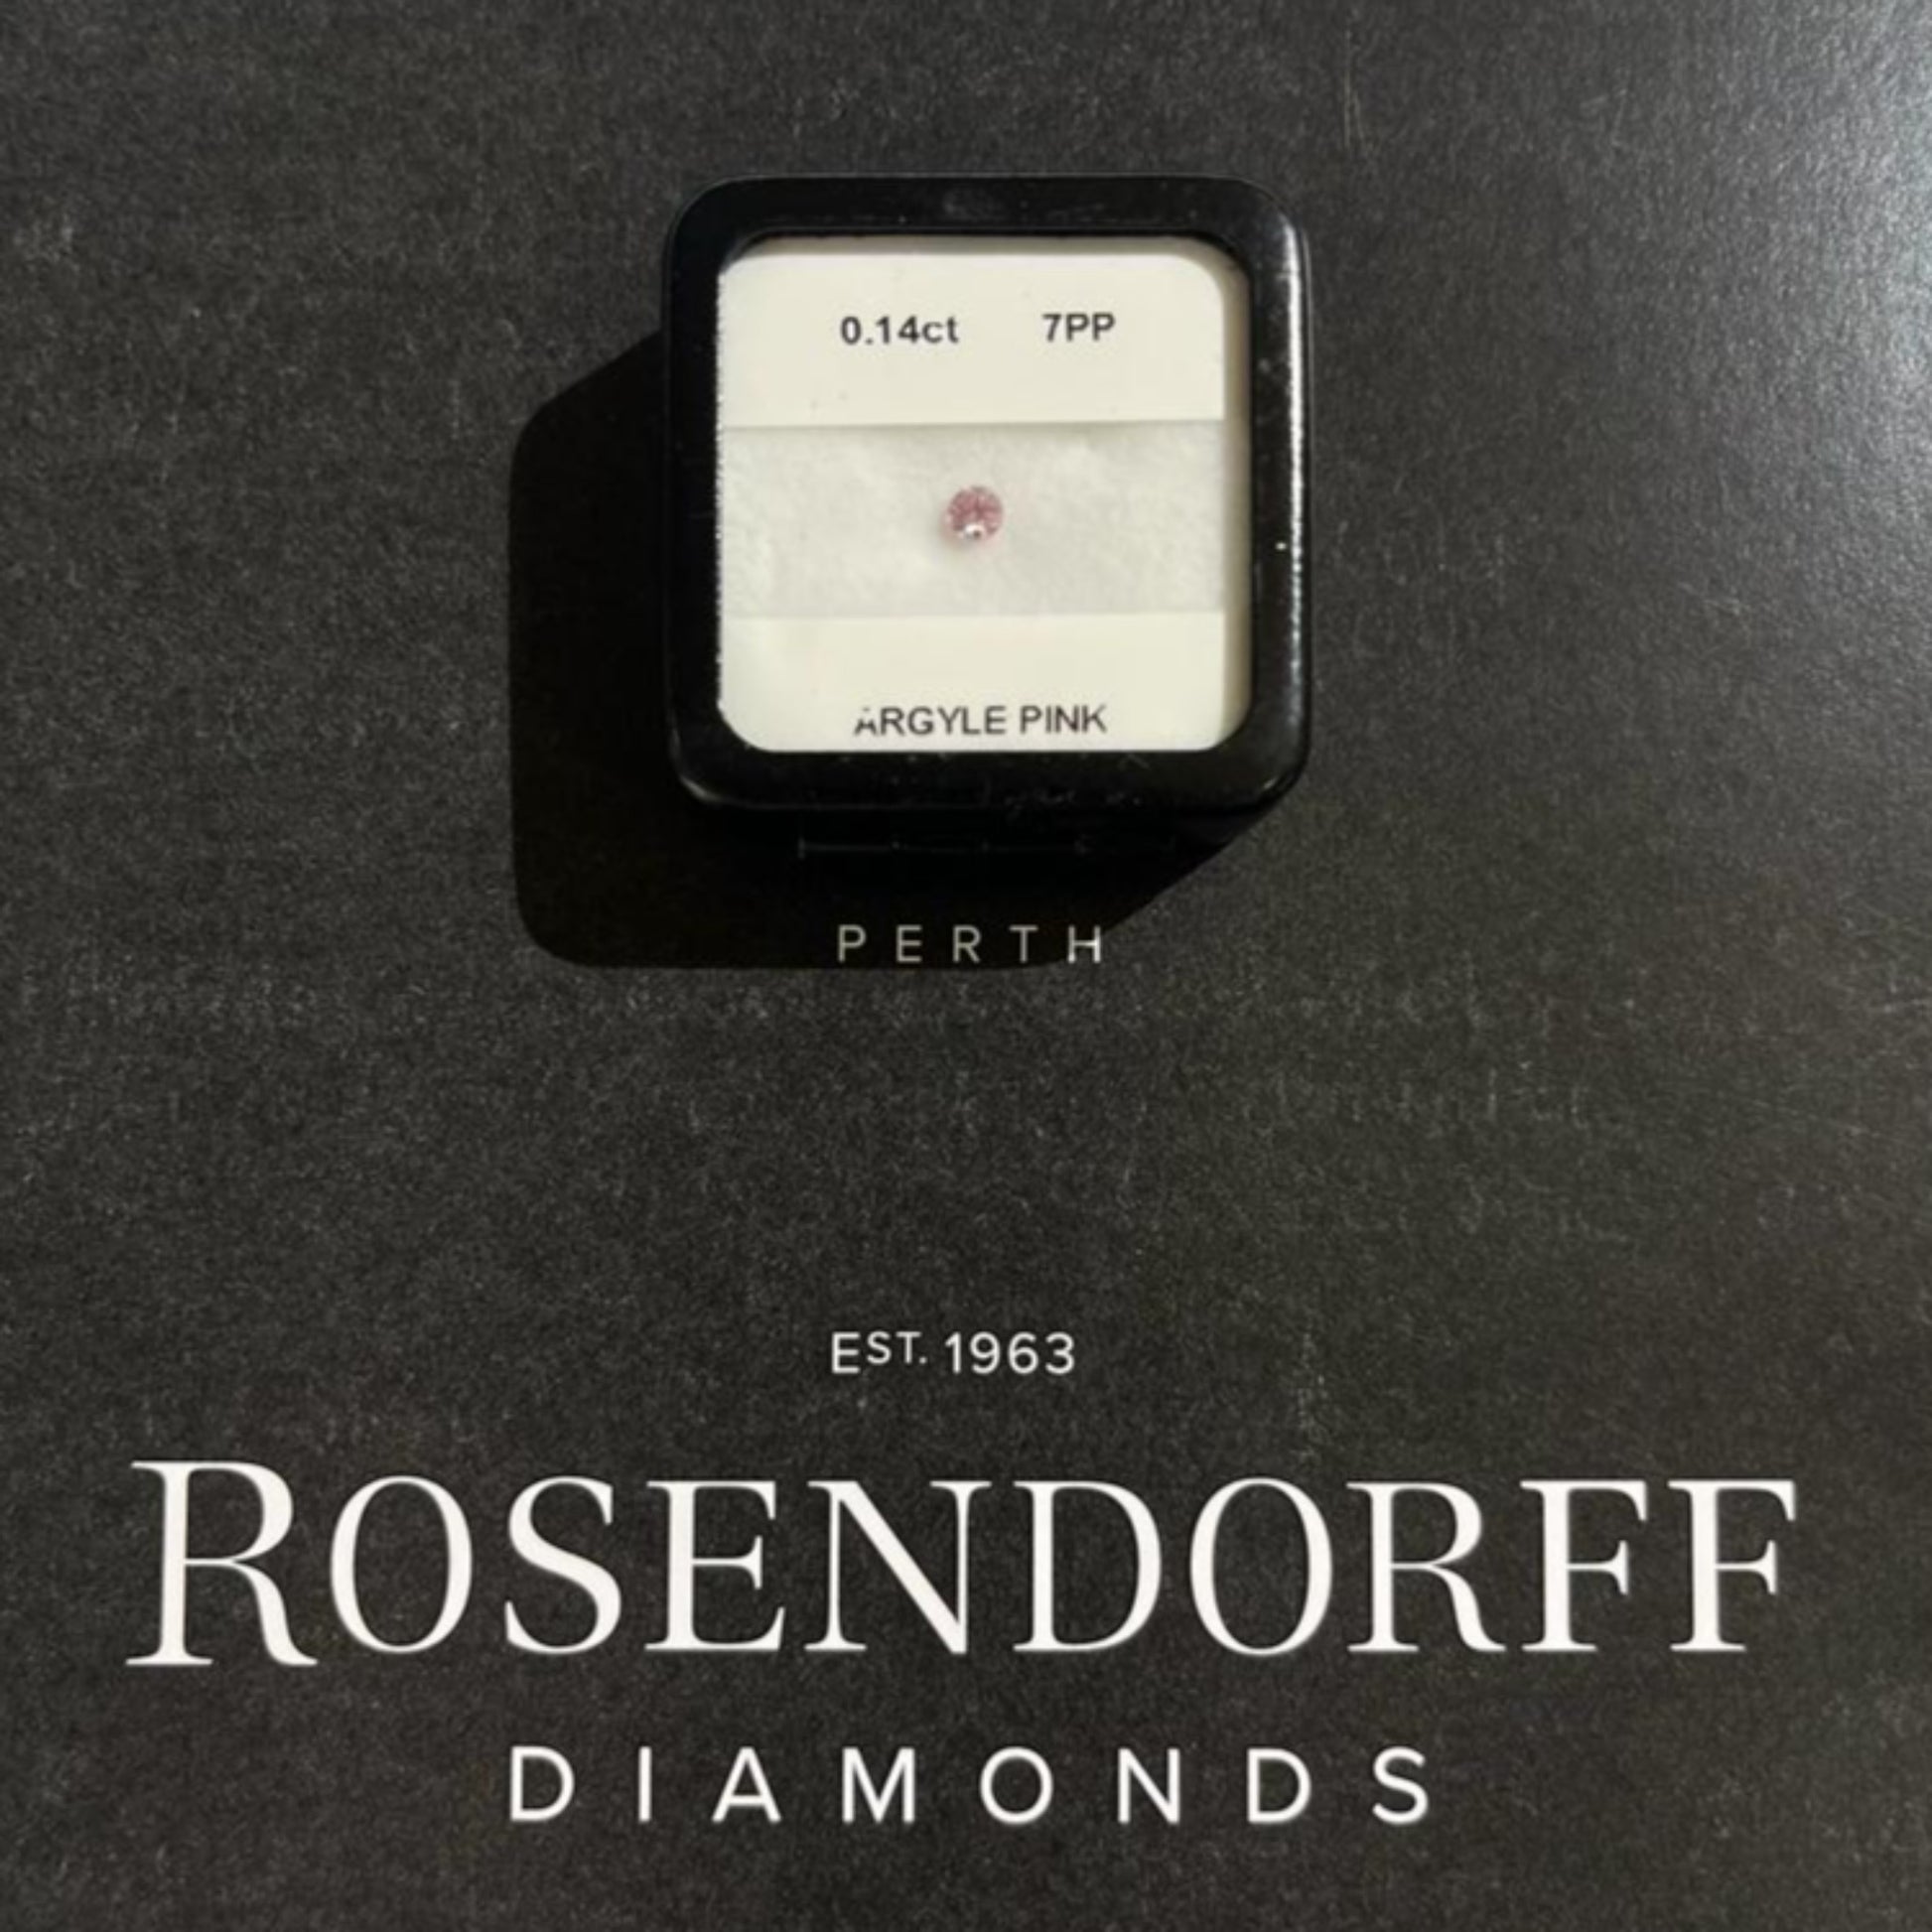 0.14ct 7PP
ARGYLE PINK
PERTH
EST. 1963
ROSENDORFF
DIAMONDS